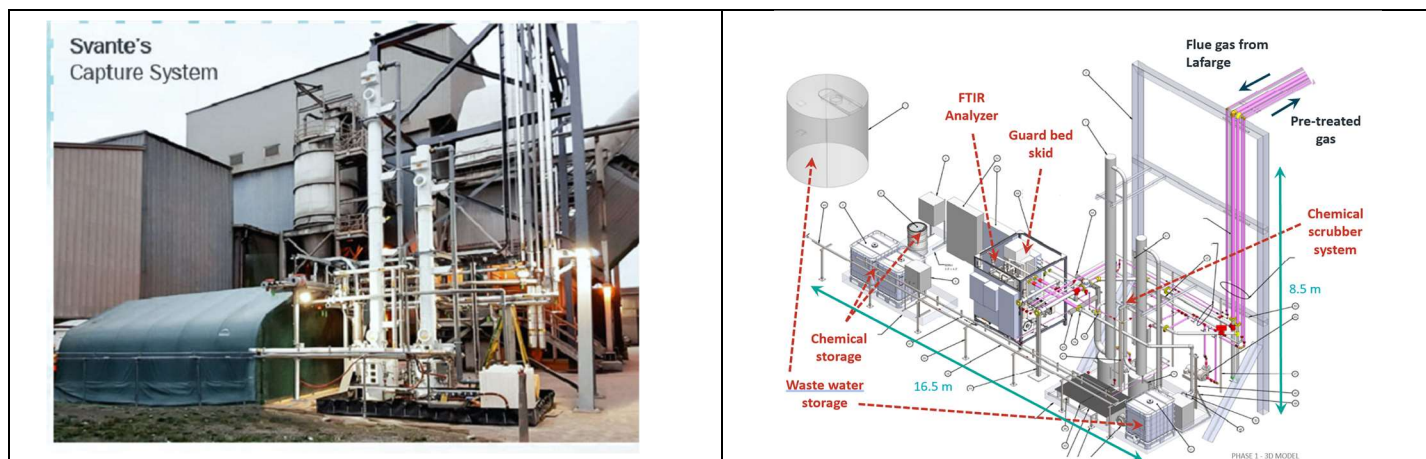 Svante's
Capture System
Flue gas from
Lafarge
Pre-treated
gas
FTIR
Analyzer
Guard bed
skid
Chemical
scrubber
system
8.5 m
Chemical
storage
16.5 m
Waste water
storage
PHASE 1 - 3D MODEL